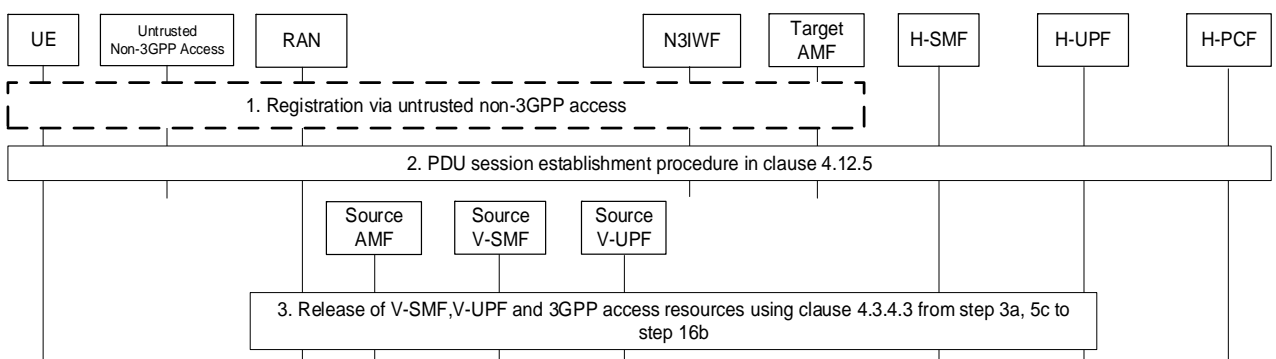 UE
Untrusted
Non-3GPP Access
RAN
N3IWF
Target
AMF
H-SMF
H-UPF
H-PCF
1. Registration via untrusted non-3GPP access
2. PDU session establishment procedure in clause 4.12.5
Source
AMF
Source
V-SMF
Source
V-UPF
3. Release of V-SMF,V-UPF and 3GPP access resources using clause 4.3.4.3 from step 3a, 5c to
step 16b